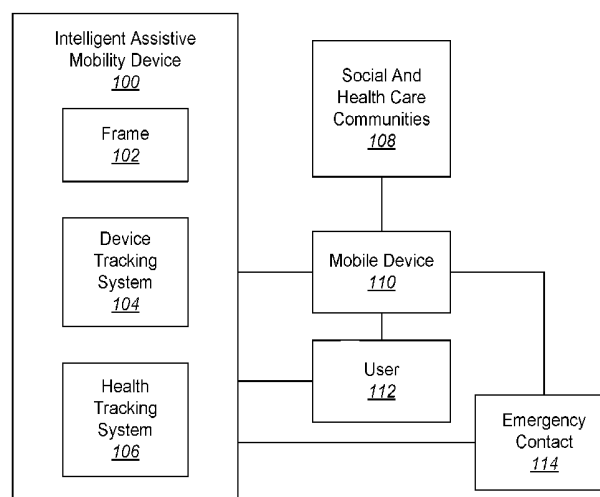 Intelligent Assistive
Mobility Device
100
Frame
102
Device
Tracking
System
104
Health
Tracking
System
106
Social And
Health Care
Communities
108
Mobile Device
110
User
112
Emergency
Contact
114